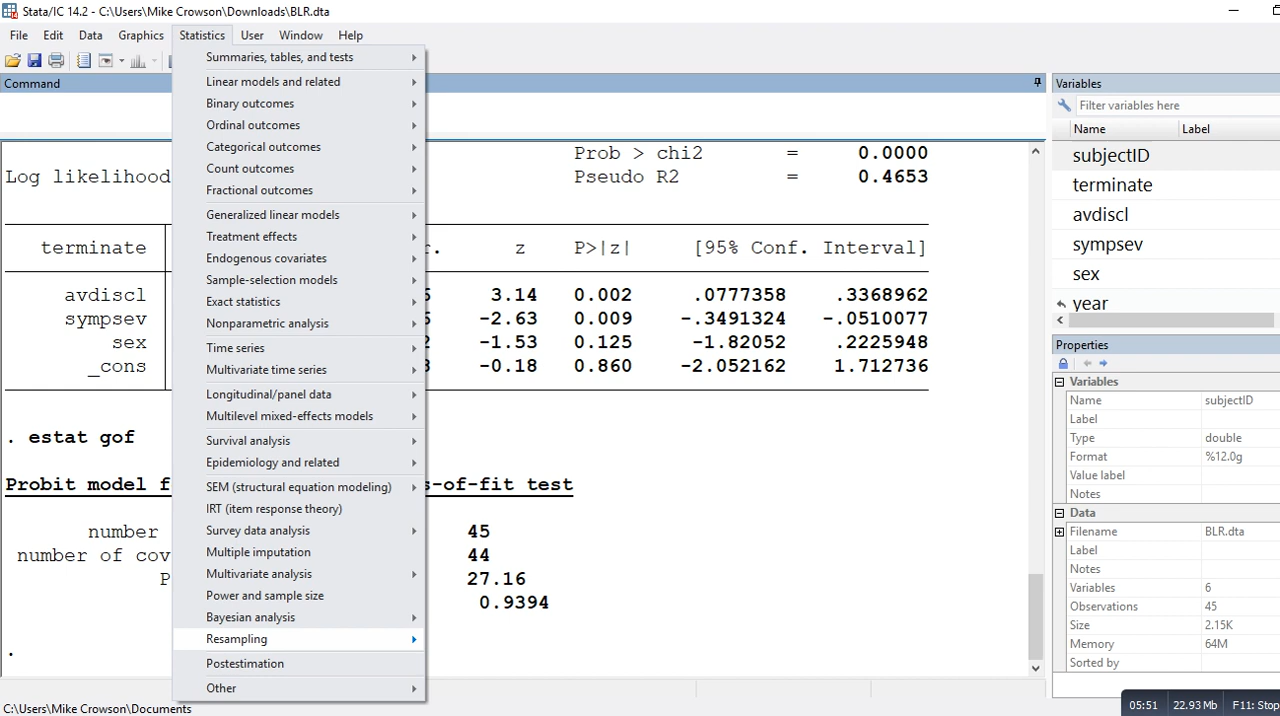 Stata/IC 14.2 - C:\Users\Mike Crowson\Downloads\BLR.dta
File Edit Data Graphics Statistics User Window Help
Command
Summaries, tables, and tests
Linear models and related
Binary outcomes
Ordinal outcomes
Categorical outcomes
Count outcomes
Fractional outcomes
Generalized linear models
Treatment effects
Endogenous covariates
Sample-selection models
Exact statistics
Nonparametric analysis
Time series
Multivariate time series
Longitudinal/panel data
Multilevel mixed-effects models
Survival analysis
Epidemiology and related
SEM (structural equation modeling)
IRT (item response theory)
Survey data analysis
Multiple imputation
Multivariate analysis
Power and sample size
Bayesian analysis
Resampling
Postestimation
Other
Prob > chi2 = 0.0000
Log likelihood Pseudo R2 = 0.4653
terminate r. z P>|z| [95% Conf. Interval]
avdiscl 3.14 0.002 .0777358 .3368962
sympsev -2.63 0.009 -.3491324 -.0510077
sex 2 -1.53 0.125 -1.82052 .2225948
_cons -0.18 0.860 -2.052162 1.712736
. estat gof
Probit model f s-of-fit test
number 45
number of cov 44
P 27.16
0.9394
.
Variables
Filter variables here
Name Label
subjectID
terminate
avdiscl
sympsev
sex
year
Properties
Variables
Name subjectID
Label
Type double
Format %12.0g
Value label
Notes
Data
Filename BLR.dta
Label
Notes
Variables 6
Observations 45
Size 2.15K
Memory 64M
Sorted by
C:\Users\Mike Crowson\Documents
05:51 22.93 Mb F11: Stop